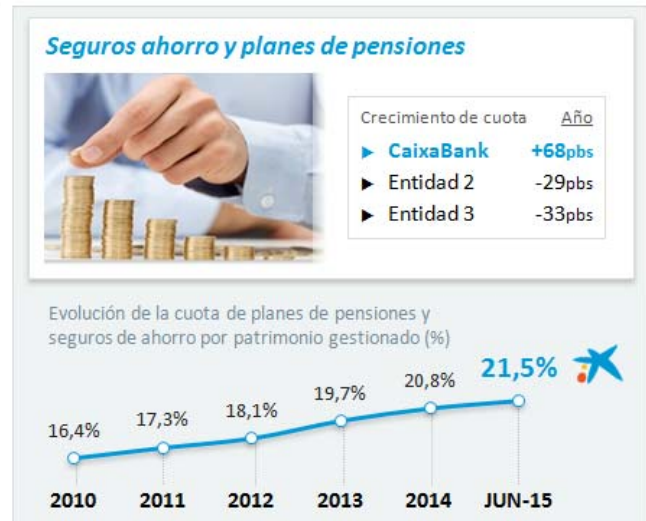 Seguros ahorro y planes de pensiones
Crecimiento de cuota Año
► CaixaBank +68pbs
► Entidad 2 -29pbs
► Entidad 3 -33pbs
Evolución de la cuota de planes de pensiones y
seguros de ahorro por patrimonio gestionado (%)
16,4% 17,3% 18,1% 19,7% 20,8% 21,5%
2010 2011 2012 2013 2014 JUN-15